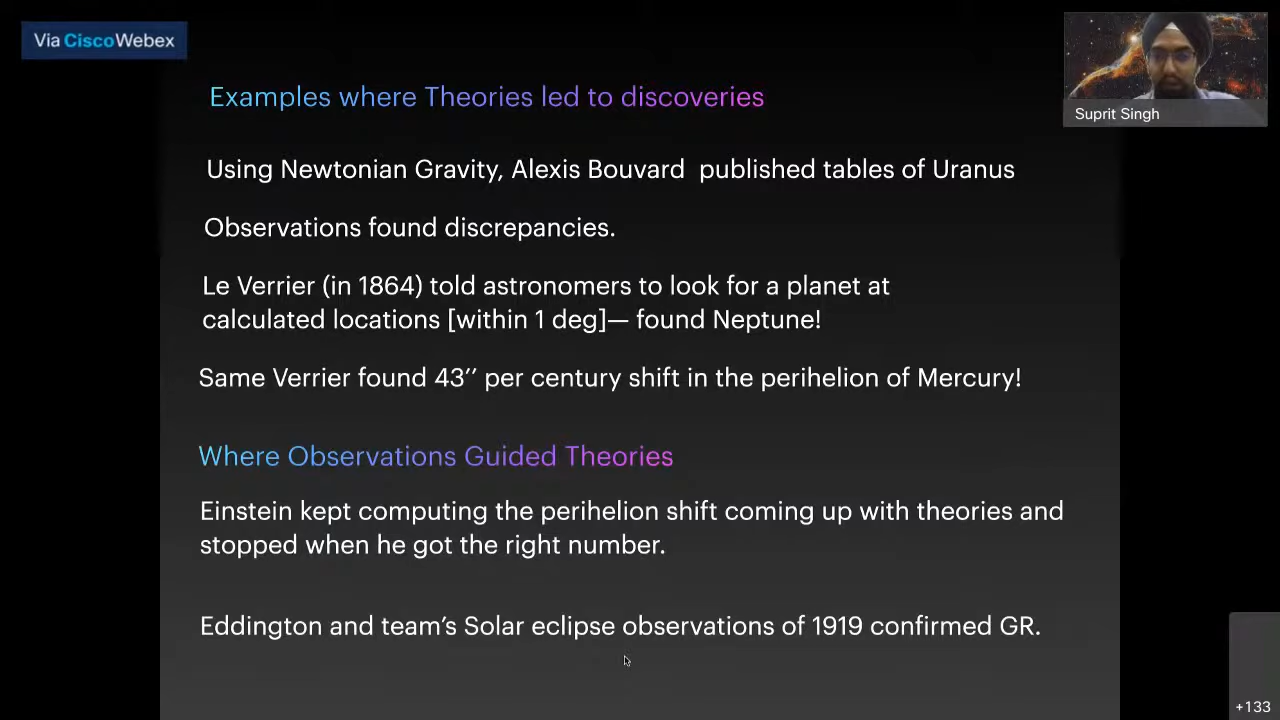 Via CiscoWebex
Suprit Singh
Examples where Theories led to discoveries
Using Newtonian Gravity, Alexis Bouvard published tables of Uranus
Observations found discrepancies.
Le Verrier (in 1864) told astronomers to look for a planet at
calculated locations [within 1 deg]— found Neptune!
Same Verrier found 43’’ per century shift in the perihelion of Mercury!
Where Observations Guided Theories
Einstein kept computing the perihelion shift coming up with theories and
stopped when he got the right number.
Eddington and team’s Solar eclipse observations of 1919 confirmed GR.
+133